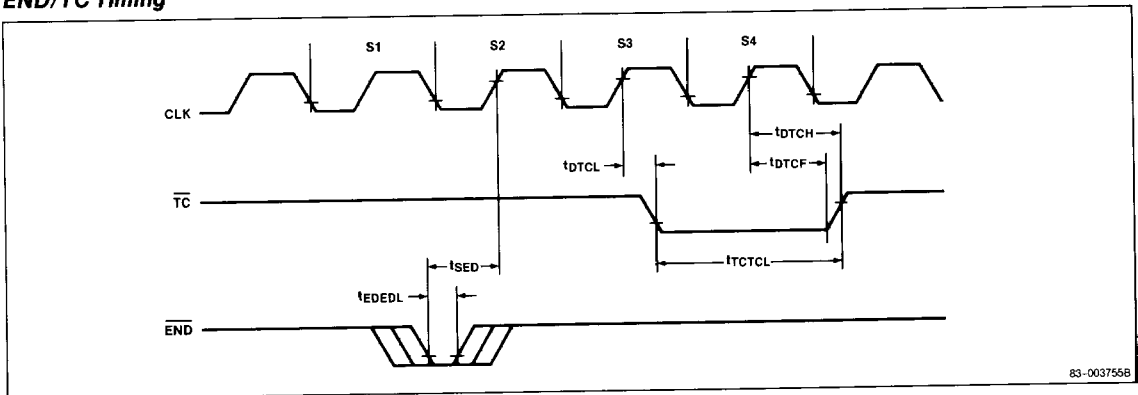 END/TC Timing
S1
S2
S3
S4
CLK
tDTCH
tDTCL
tDTCF
TC
tTCTCL
tSED
tEDEDL
END
83-003755B